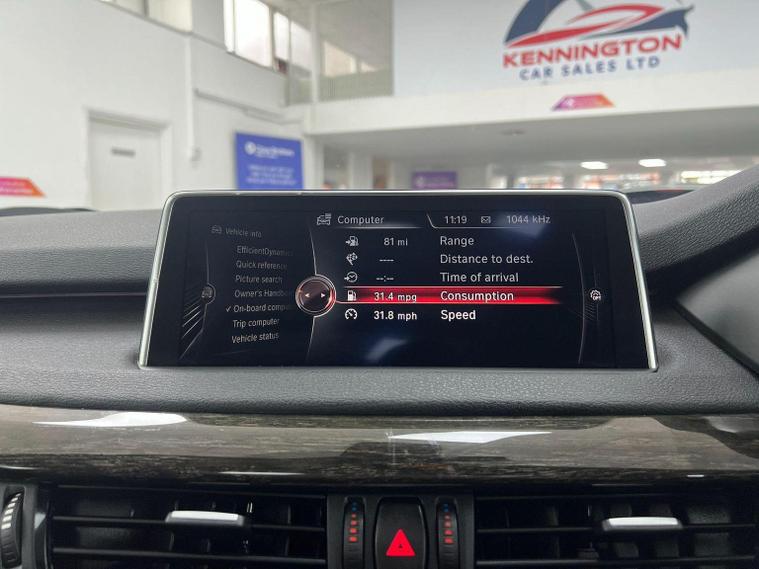 KENNINGTON
CAR SALES LTD
Vehicle info
EfficientDynamics
Quick reference
Picture search
Owner's Handbo
On-board compu
Trip computer
Vehicle status
Computer
11:19
1044 kHz
81 mi Range
---- Distance to dest.
--:-- Time of arrival
31.4 mpg Consumption
31.8 mph Speed